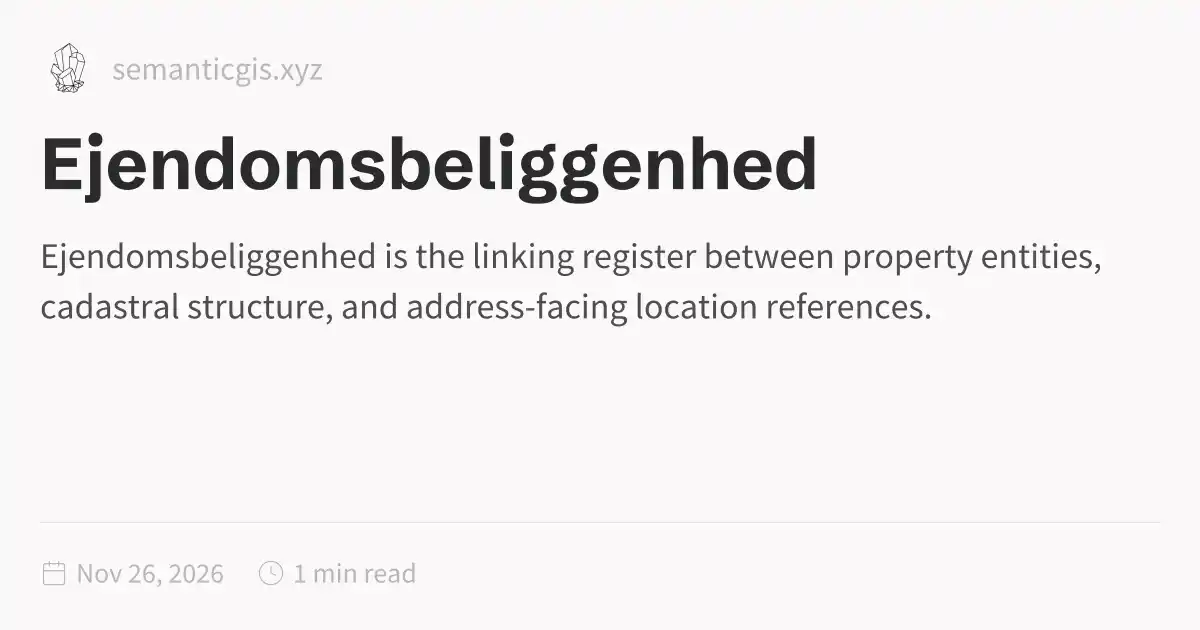 semanticgis.xyz
Ejendomsbeliggenhed
Ejendomsbeliggenhed is the linking register between property entities,
cadastral structure, and address-facing location references.
Nov 26, 2026 1 min read